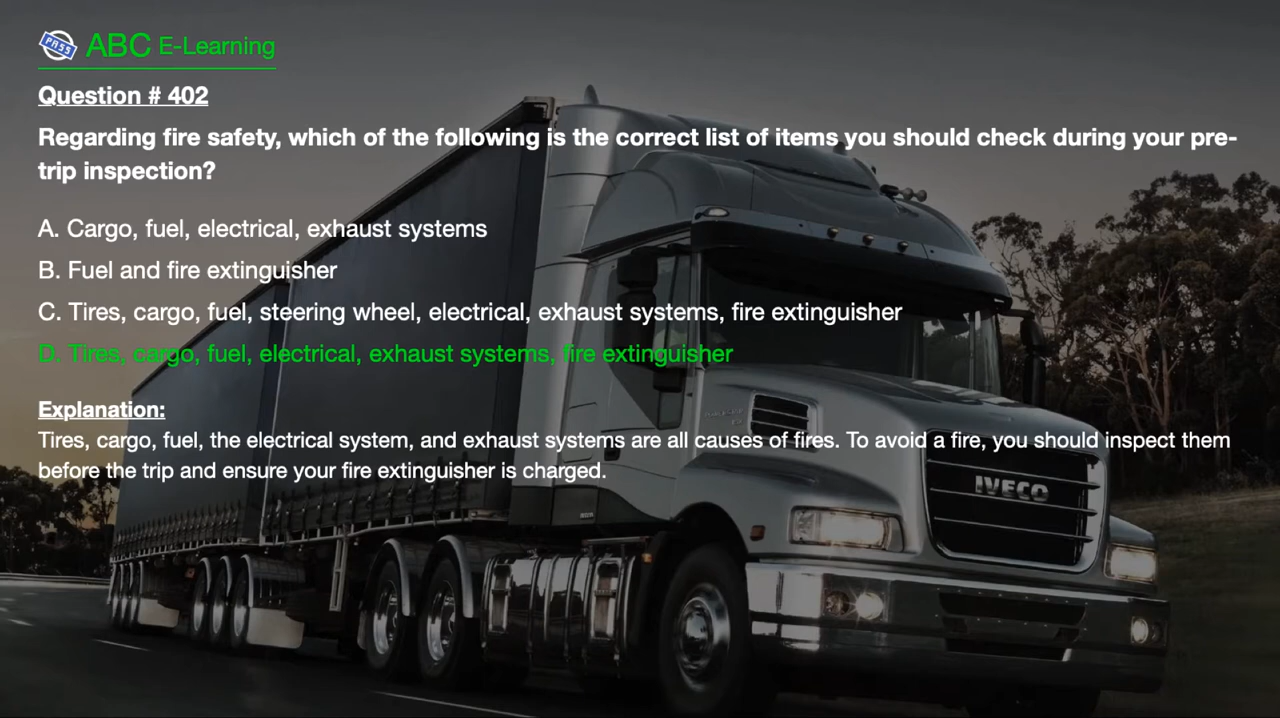 PASS ABC E-Learning
Question # 402
Regarding fire safety, which of the following is the correct list of items you should check during your pre-
trip inspection?
A. Cargo, fuel, electrical, exhaust systems
B. Fuel and fire extinguisher
C. Tires, cargo, fuel, steering wheel, electrical, exhaust systems, fire extinguisher
D. Tires, cargo, fuel, electrical, exhaust systems, fire extinguisher
Explanation:
Tires, cargo, fuel, the electrical system, and exhaust systems are all causes of fires. To avoid a fire, you should inspect them
before the trip and ensure your fire extinguisher is charged.
IVECO